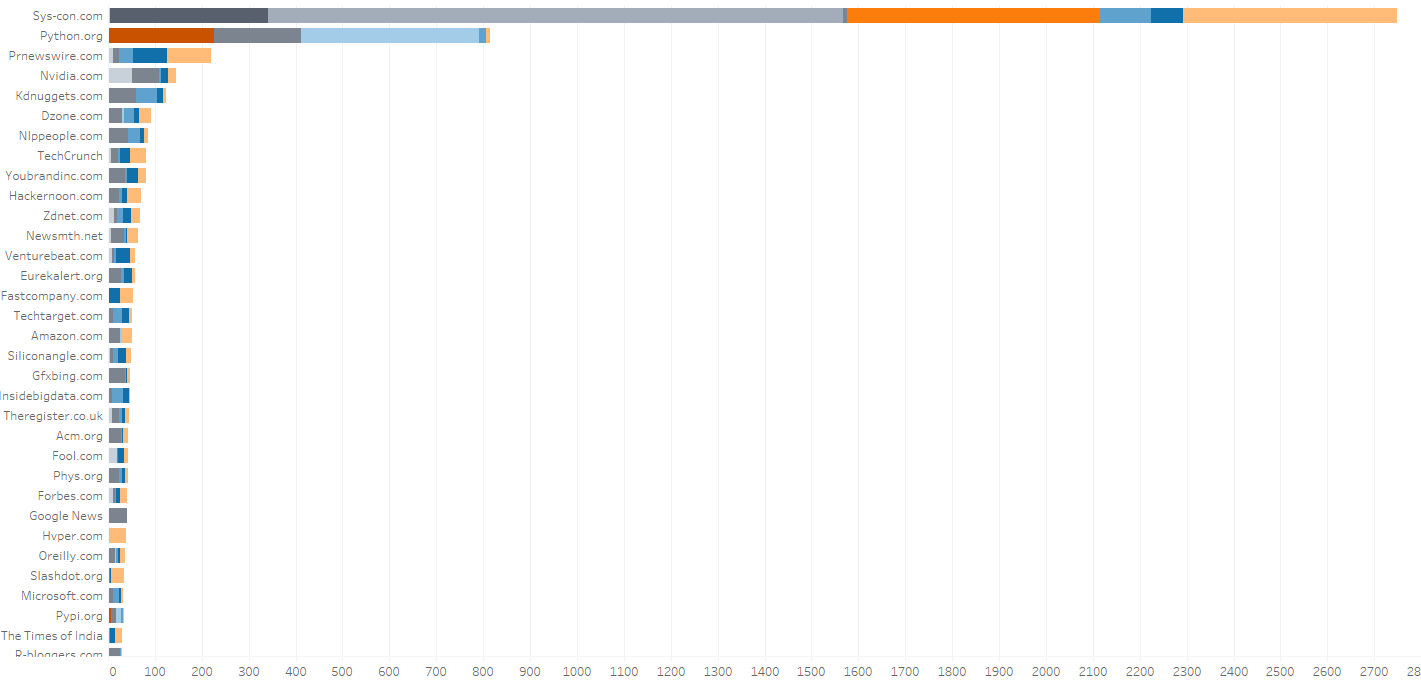 Sys-con.com
Python.org
Prnewswire.com
Nvidia.com
Kdnuggets.com
Dzone.com
Nlppeople.com
TechCrunch
Youbrandinc.com
Hackernoon.com
Zdnet.com
Newsmth.net
Venturebeat.com
Eurekalert.org
Fastcompany.com
Techtarget.com
Amazon.com
Siliconangle.com
Gfxbing.com
Insidebigdata.com
Theregister.co.uk
Acm.org
Fool.com
Phys.org
Forbes.com
Google News
Hvper.com
Oreilly.com
Slashdot.org
Microsoft.com
Pypi.org
The Times of India
R-bloggers.com
0 100 200 300 400 500 600 700 800 900 1000 1100 1200 1300 1400 1500 1600 1700 1800 1900 2000 2100 2200 2300 2400 2500 2600 2700 28